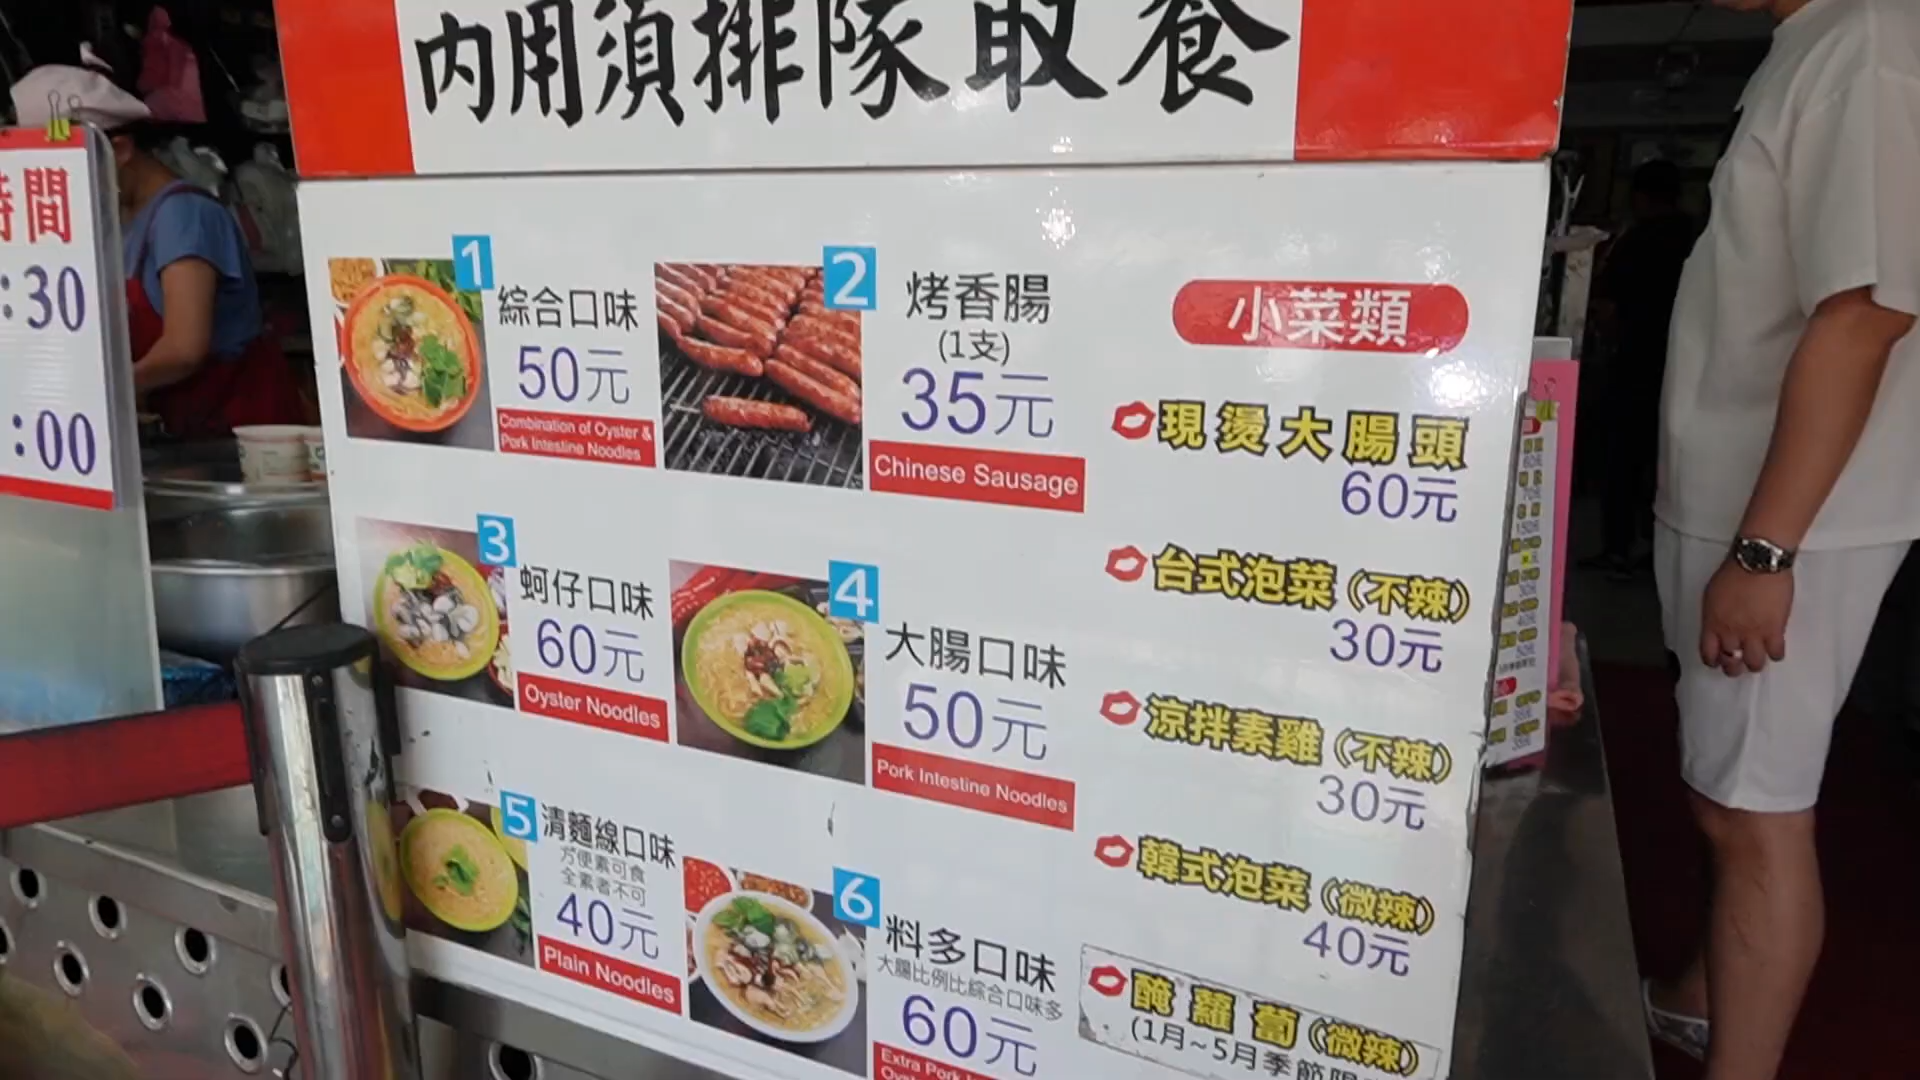 內用須排隊取餐
時間
:30
:00
1
綜合口味
50元
Combination of Oyster &
Pork Intestine Noodles
2
烤香腸
(1支)
35元
Chinese Sausage
3
蚵仔口味
60元
Oyster Noodles
4
大腸口味
50元
Pork Intestine Noodles
5
清麵線口味
方便素可食
全素者不可
40元
Plain Noodles
6
料多口味
大腸比例比綜合口味多
60元
Extra Pork
小菜類
現燙大腸頭
60元
台式泡菜(不辣)
30元
涼拌素雞(不辣)
30元
韓式泡菜(微辣)
40元
醃蘿蔔(微辣)
(1月~5月季節限